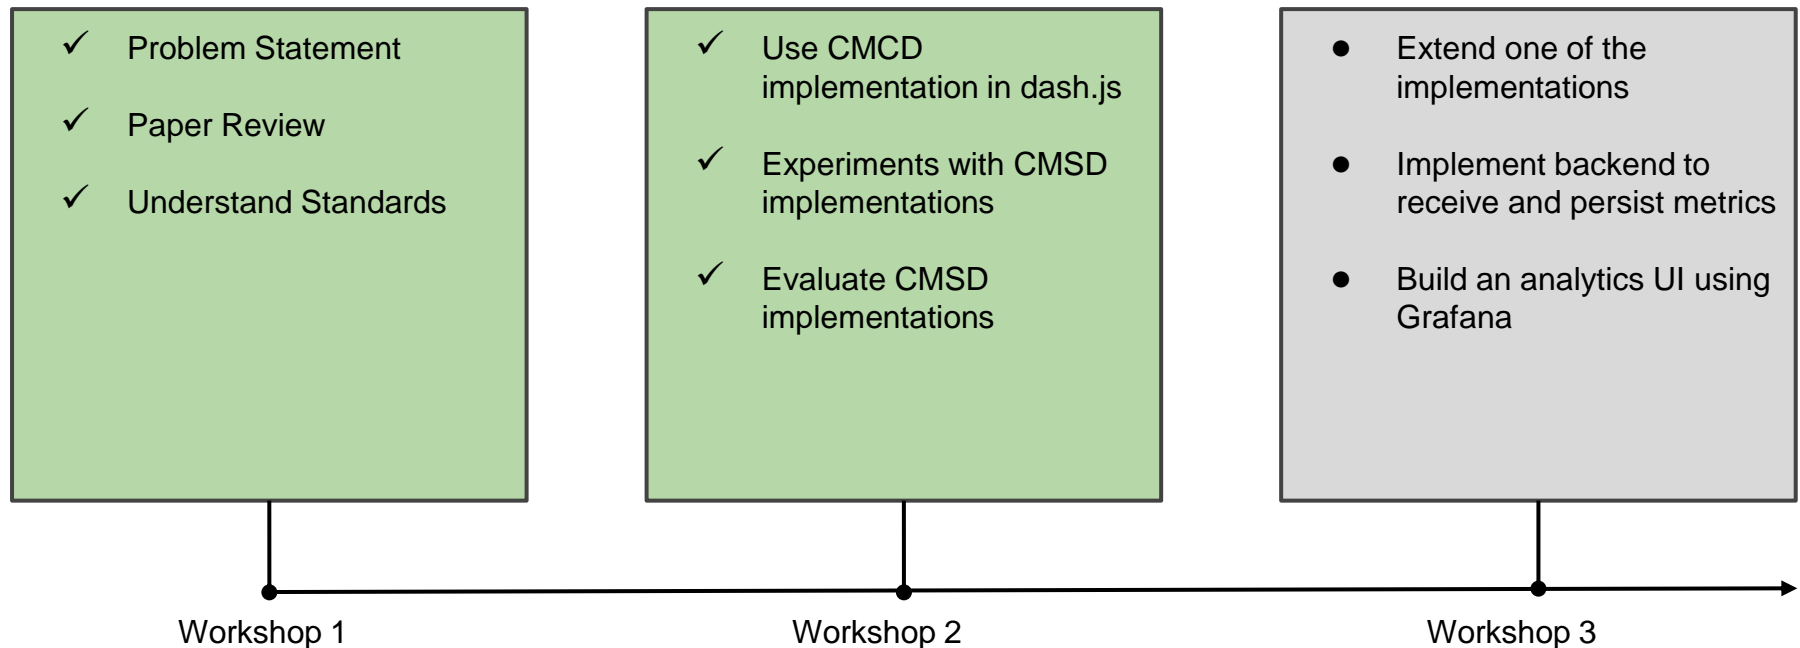 ✓ Problem Statement
✓ Paper Review
✓ Understand Standards
✓ Use CMCD
implementation in dash.js
✓ Experiments with CMSD
implementations
✓ Evaluate CMSD
implementations
● Extend one of the
implementations
● Implement backend to
receive and persist metrics
● Build an analytics UI using
Grafana
Workshop 1
Workshop 2
Workshop 3